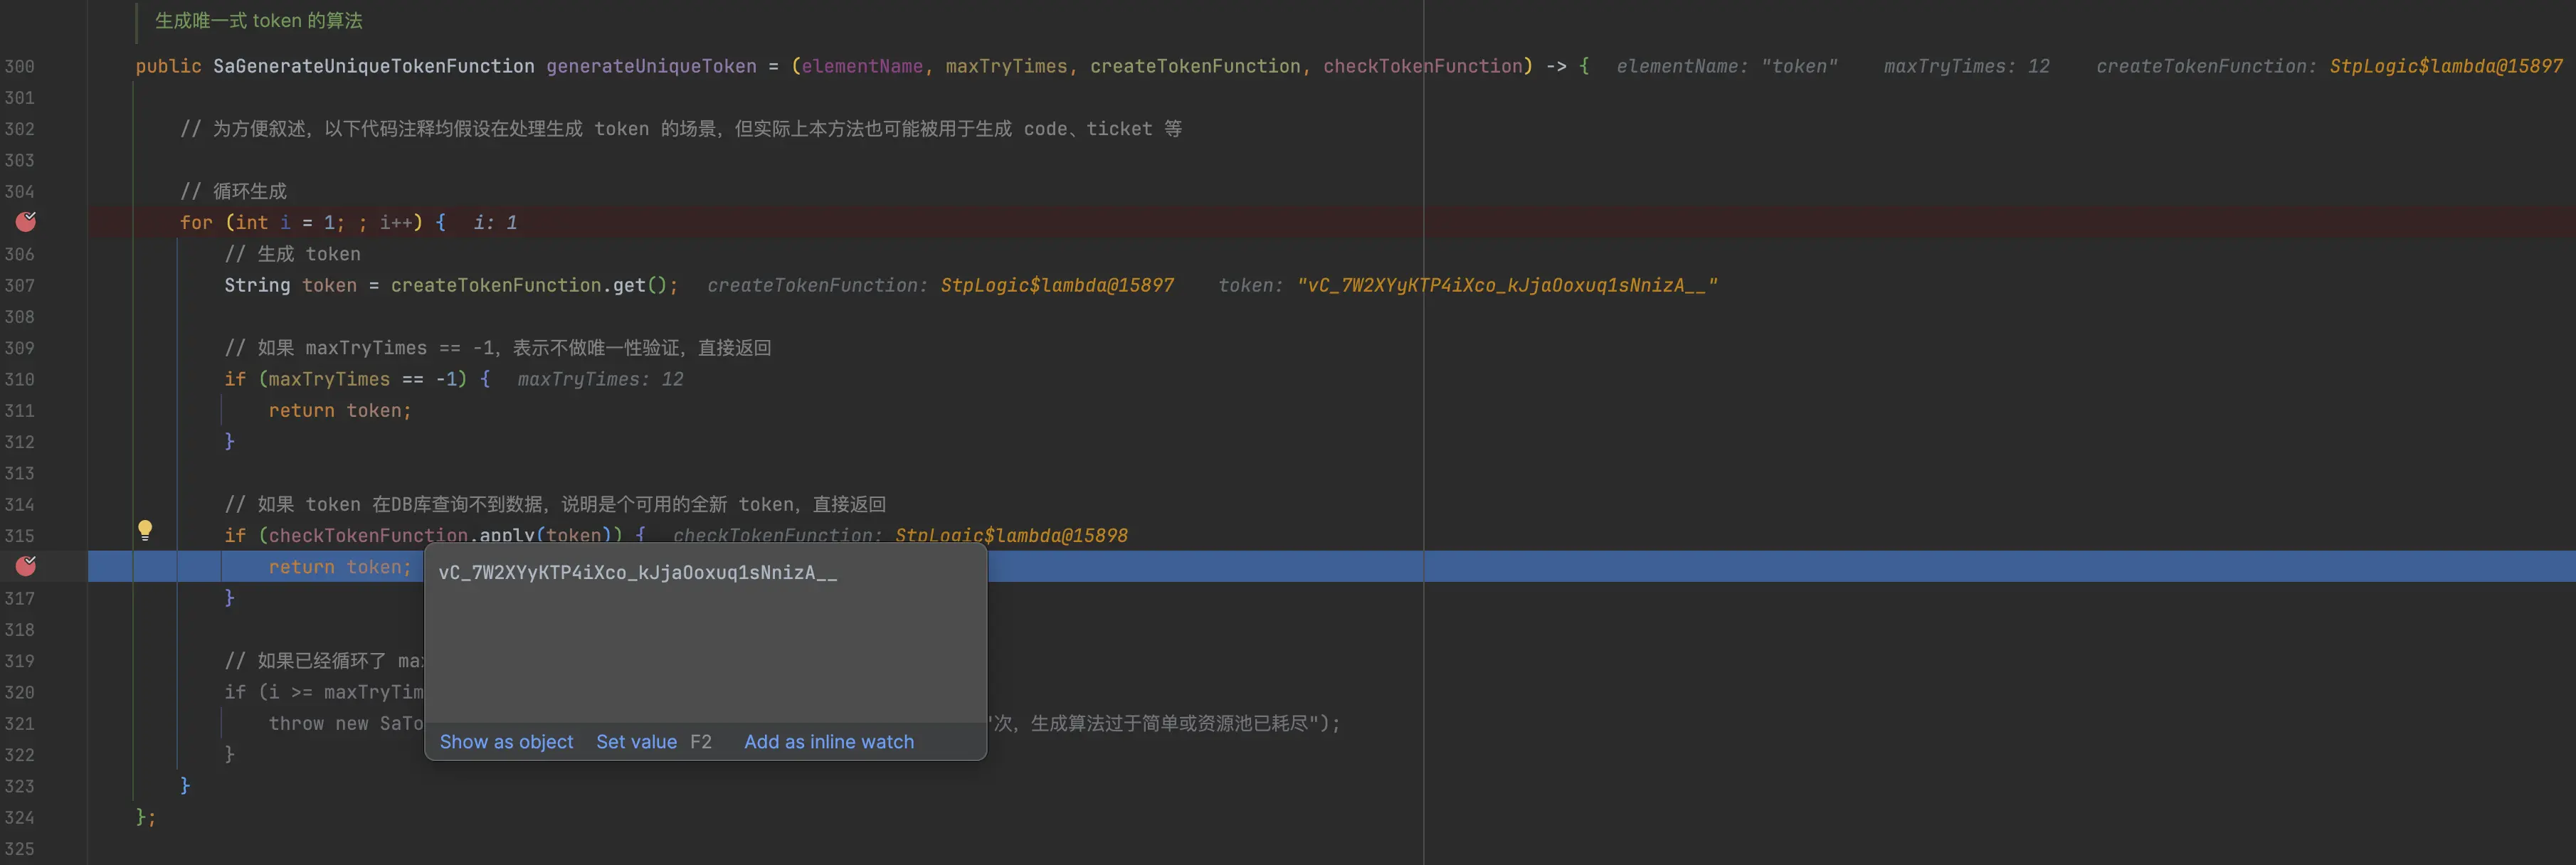 生成唯一式 token 的算法
300 public SaGenerateUniqueTokenFunction generateUniqueToken = (elementName, maxTryTimes, createTokenFunction, checkTokenFunction) -> { elementName: "token" maxTryTimes: 12 createTokenFunction: StpLogic$lambda@15897
301
302 // 为方便叙述，以下代码注释均假设在处理生成 token 的场景，但实际上本方法也可能被用于生成 code、ticket 等
303
304 // 循环生成
for (int i = 1; ; i++) { i: 1
306 // 生成 token
307 String token = createTokenFunction.get(); createTokenFunction: StpLogic$lambda@15897 token: "vC_7W2XYyKTP4iXco_kJjaOoxuq1sNnizA__"
308
309 // 如果 maxTryTimes == -1，表示不做唯一性验证，直接返回
310 if (maxTryTimes == -1) { maxTryTimes: 12
311 return token;
312 }
313
314 // 如果 token 在DB库查询不到数据，说明是个可用的全新 token，直接返回
315 if (checkTokenFunction.apply(token)) { checkTokenFunction: StpLogic$lambda@15898
return token;
vC_7W2XYyKTP4iXco_kJjaOoxuq1sNnizA__
317 }
318
319 // 如果已经循环了 max
320 if (i >= maxTryTim
321 throw new SaTo "次，生成算法过于简单或资源池已耗尽");
Show as object Set value F2 Add as inline watch
322 }
323 }
324 };
325